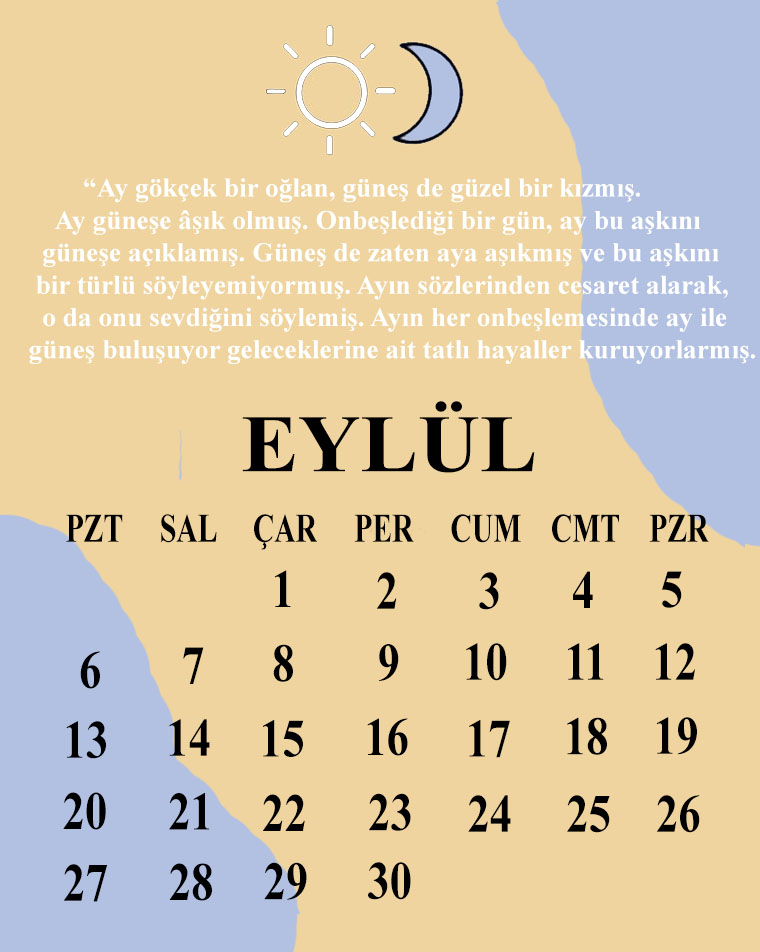 “Ay gökçek bir oğlan, güneş de güzel bir kızmış.
Ay güneşe âşık olmuş. Onbeşlediği bir gün, ay bu aşkını
güneşe açıklamış. Güneş de zaten aya aşıkmış ve bu aşkını
bir türlü söyleyemiyormuş. Ayın sözlerinden cesaret alarak,
o da onu sevdiğini söylemiş. Ayın her onbeşlemesinde ay ile
güneş buluşuyor geleceklerine ait tatlı hayaller kuruyorlarmış.
EYLÜL
PZT SAL ÇAR PER CUM CMT PZR
1 2 3 4 5
6 7 8 9 10 11 12
13 14 15 16 17 18 19
20 21 22 23 24 25 26
27 28 29 30